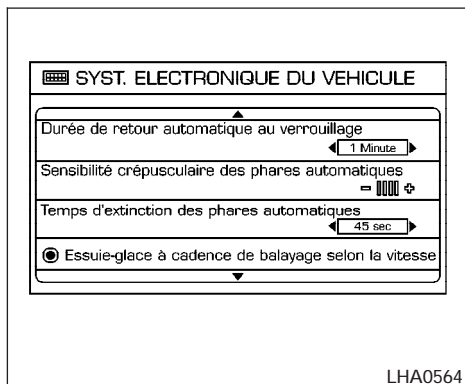 SYST. ELECTRONIQUE DU VEHICULE
Durée de retour automatique au verrouillage
1 Minute
Sensibilité crépusculaire des phares automatiques
Temps d'extinction des phares automatiques
45 sec
Essuie-glace à cadence de balayage selon la vitesse
LHA0564